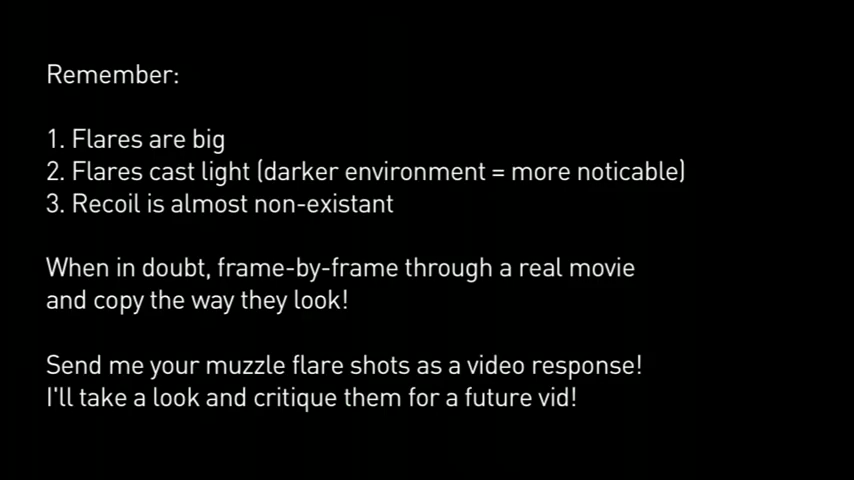 Remember:
1. Flares are big
2. Flares cast light (darker environment = more noticable)
3. Recoil is almost non-existant
When in doubt, frame-by-frame through a real movie
and copy the way they look!
Send me your muzzle flare shots as a video response!
I'll take a look and critique them for a future vid!